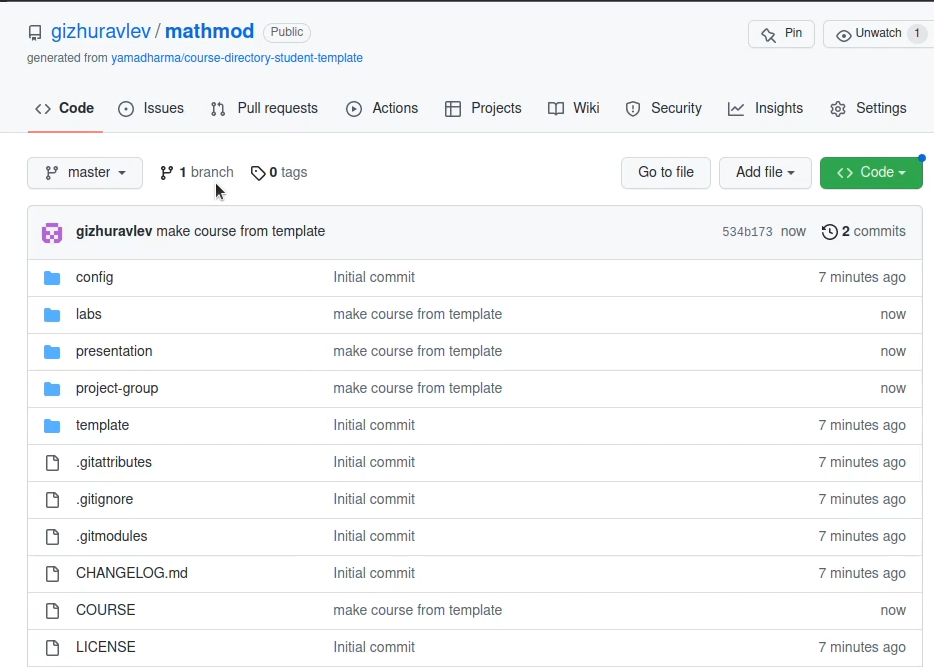 gizhuravlev / mathmod Public
Pin
Unwatch 1
generated from yamadharma/course-directory-student-template
Code Issues Pull requests Actions Projects Wiki Security Insights Settings
master 1 branch 0 tags Go to file Add file Code
gizhuravlev make course from template 534b173 now 2 commits
config Initial commit 7 minutes ago
labs make course from template now
presentation make course from template now
project-group make course from template now
template Initial commit 7 minutes ago
.gitattributes Initial commit 7 minutes ago
.gitignore Initial commit 7 minutes ago
.gitmodules Initial commit 7 minutes ago
CHANGELOG.md Initial commit 7 minutes ago
COURSE make course from template now
LICENSE Initial commit 7 minutes ago